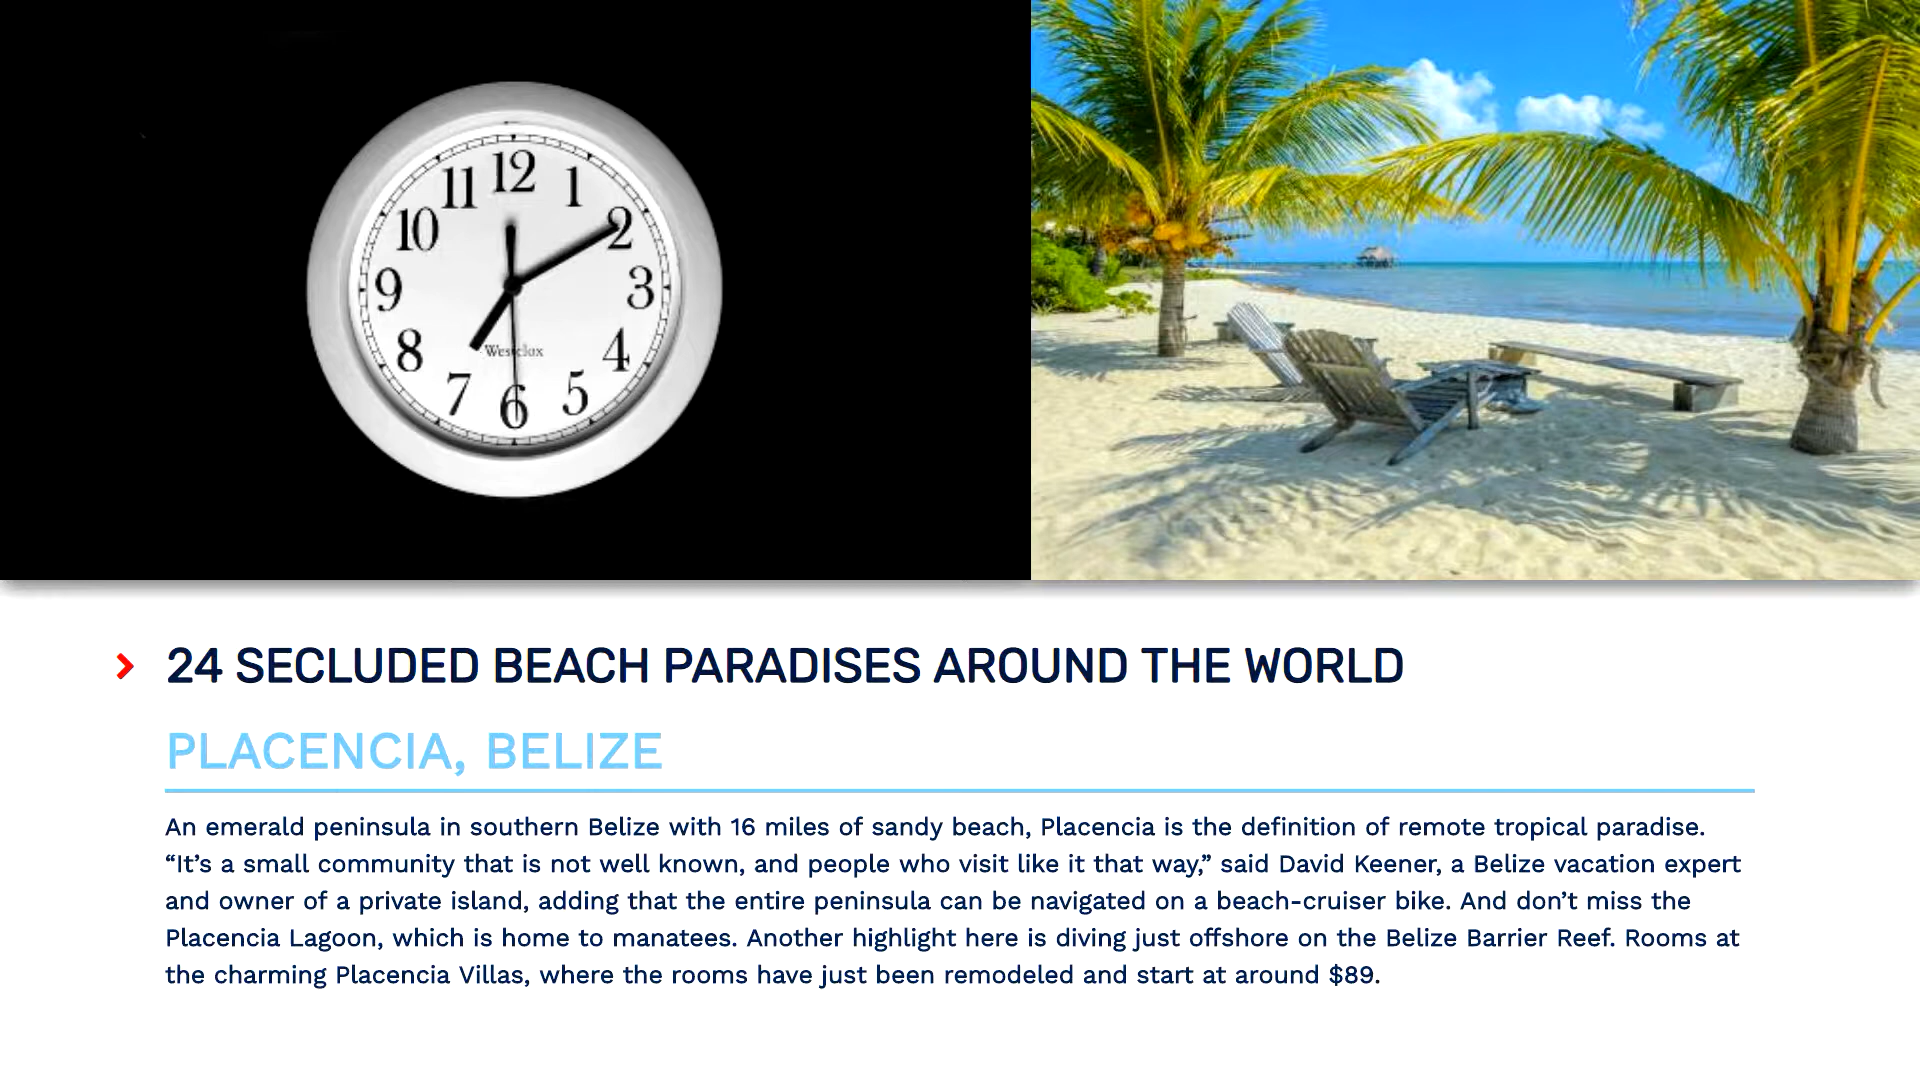 12
11 1
10 2
9 3
8 4
Westclox
7 5
6
24 SECLUDED BEACH PARADISES AROUND THE WORLD
PLACENCIA, BELIZE
An emerald peninsula in southern Belize with 16 miles of sandy beach, Placencia is the definition of remote tropical paradise.
“It’s a small community that is not well known, and people who visit like it that way,” said David Keener, a Belize vacation expert
and owner of a private island, adding that the entire peninsula can be navigated on a beach-cruiser bike. And don’t miss the
Placencia Lagoon, which is home to manatees. Another highlight here is diving just offshore on the Belize Barrier Reef. Rooms at
the charming Placencia Villas, where the rooms have just been remodeled and start at around $89.